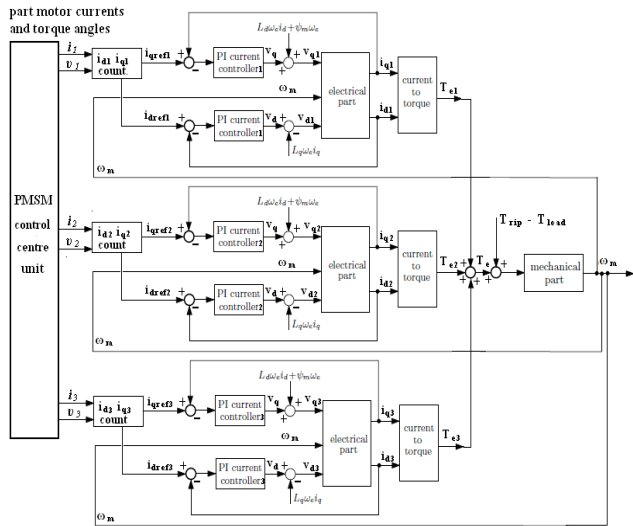 part motor currents
and torque angles
PMSM
control
centre
unit
i1
v1
id1 iq1
count
iqref1
+
-
PI current
controller1
vq
Ldωeid+ψmωe
+
+
vq1
ωm
electrical
part
iq1
current
to
torque
Te1
idref1
+
-
PI current
controller1
vd
+
-
vd1
Lqωeiq
id1
ωm
i2
v2
id2 iq2
count
iqref2
+
-
PI current
controller2
vq
Ldωeid+ψmωe
+
+
vq2
ωm
electrical
part
iq2
current
to
torque
Te2
+
+
+
Te
+
+
Trip - Tload
mechanical
part
ωm
idref2
+
-
PI current
controller2
vd
+
-
vd2
Lqωeiq
id2
ωm
i3
v3
id3 iq3
count
iqref3
+
-
PI current
controller3
vq
Ldωeid+ψmωe
+
+
vq3
ωm
electrical
part
iq3
current
to
torque
Te3
idref3
+
-
PI current
controller3
vd
+
-
vd3
Lqωeiq
id3
ωm